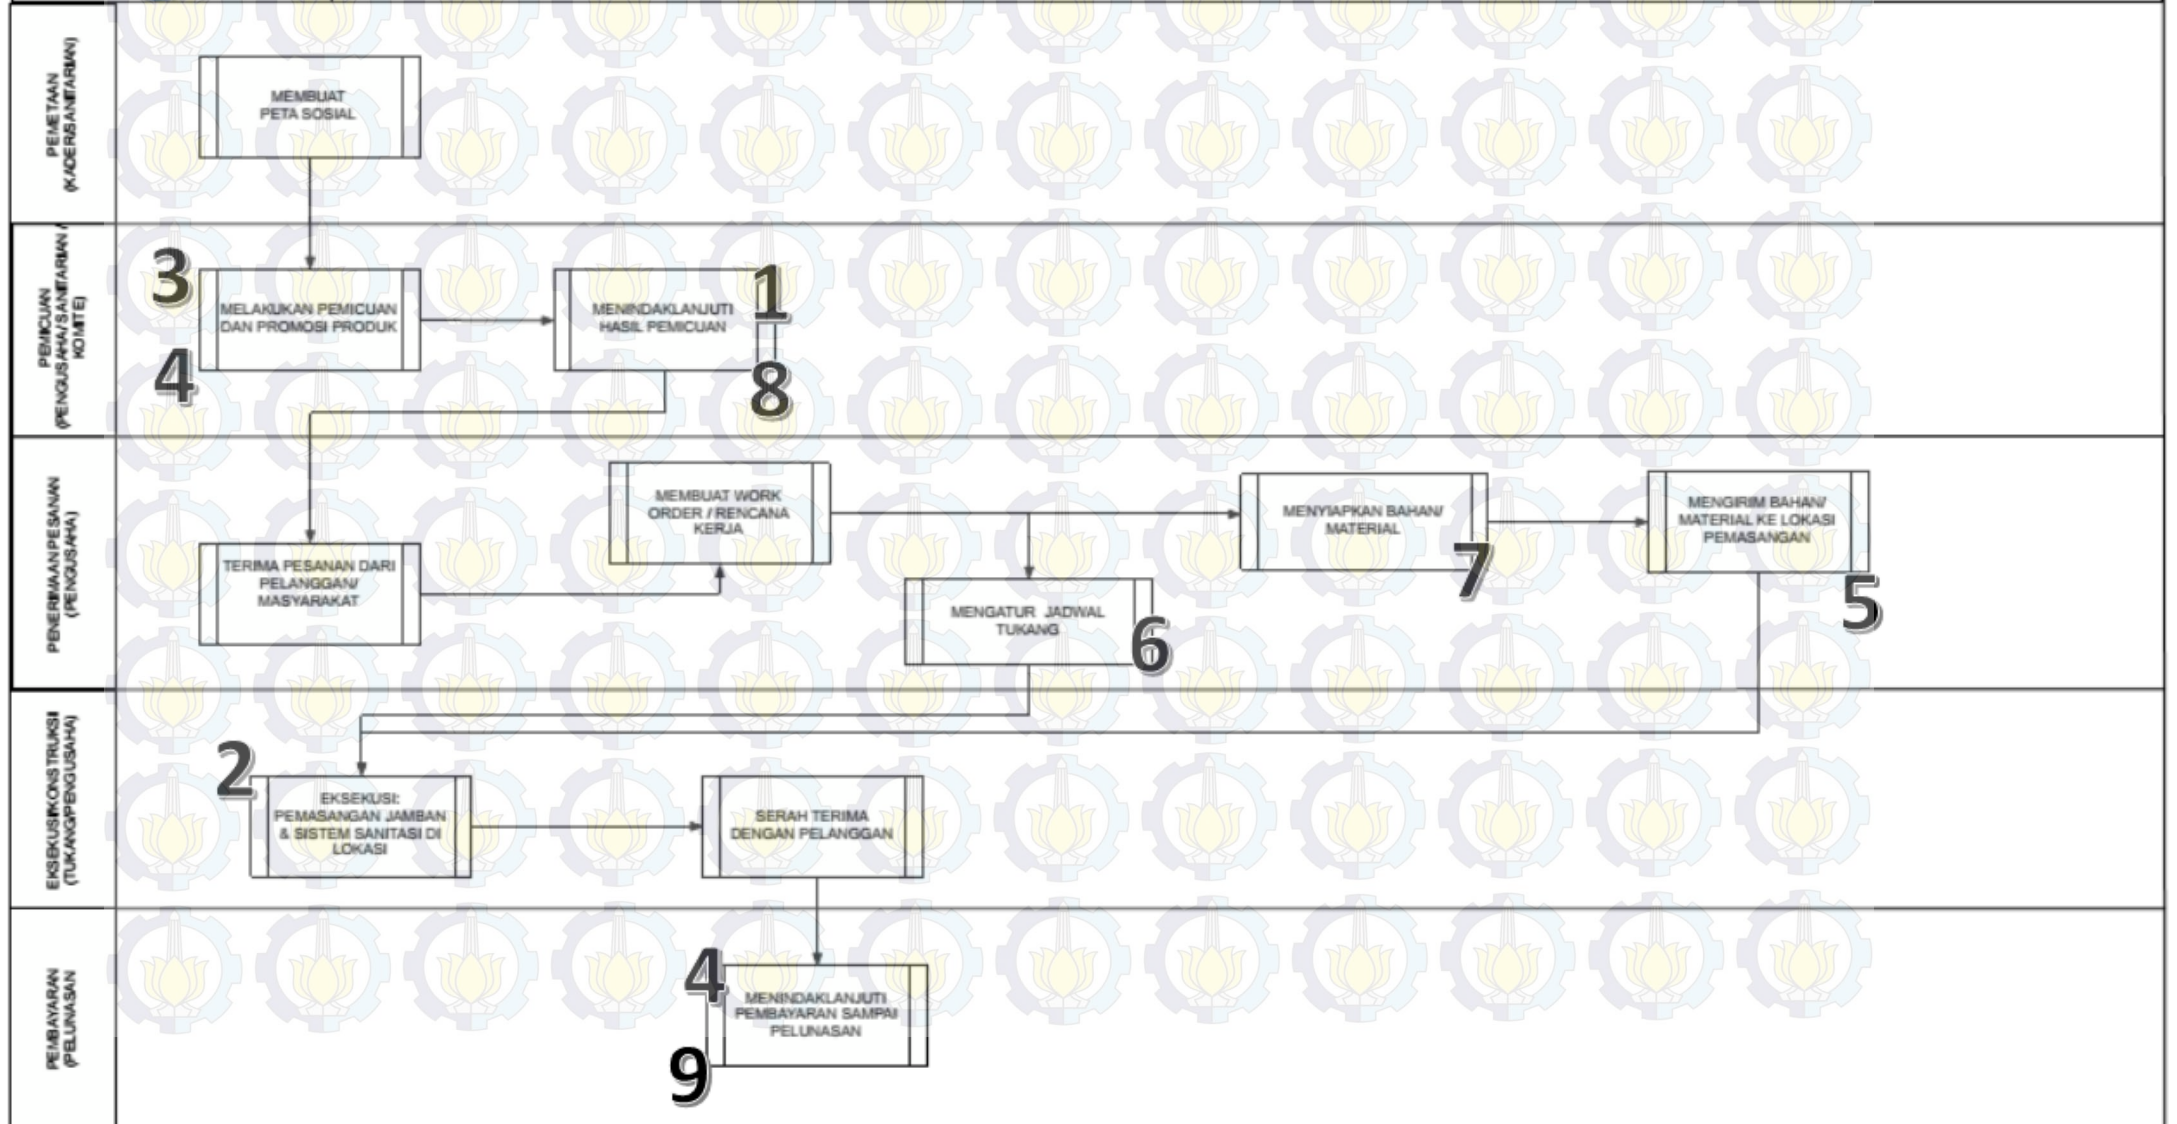 PEMETAAN
(KADER/SANITARIAN)
MEMBUAT
PETA SOSIAL
PEMICUAN
(PENGUSAHA/ SANITARIAN /
KOMITE)
3
MELAKUKAN PEMICUAN
DAN PROMOSI PRODUK
4
MENINDAKLANJUTI
HASIL PEMICUAN
1
8
PENERIMAAN PESANAN
(PENGUSAHA)
TERIMA PESANAN DARI
PELANGGAN/
MASYARAKAT
MEMBUAT WORK
ORDER / RENCANA
KERJA
MENGATUR JADWAL
TUKANG
6
MENYIAPKAN BAHAN/
MATERIAL
7
MENGIRIM BAHAN/
MATERIAL KE LOKASI
PEMASANGAN
5
EKSEKUSI/KONSTRUKSI
(TUKANG/PENGUSAHA)
2
EKSEKUSI:
PEMASANGAN JAMBAN
& SISTEM SANITASI DI
LOKASI
SERAH TERIMA
DENGAN PELANGGAN
PEMBAYARAN
(PELUNASAN
4
MENINDAKLANJUTI
PEMBAYARAN SAMPAI
PELUNASAN
9